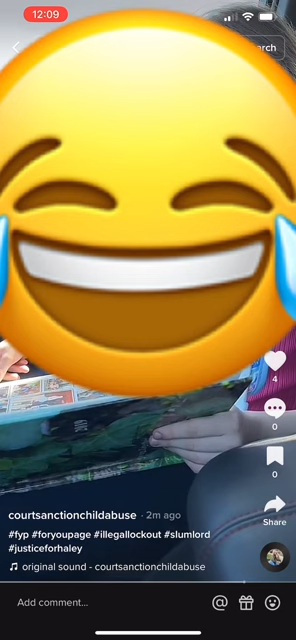 12:09
arch
4
0
0
Share
courtsanctionchildabuse · 2m ago
#fyp #foryoupage #illegallockout #slumlord
#justiceforhaley
original sound - courtsanctionchildabuse
Add comment...